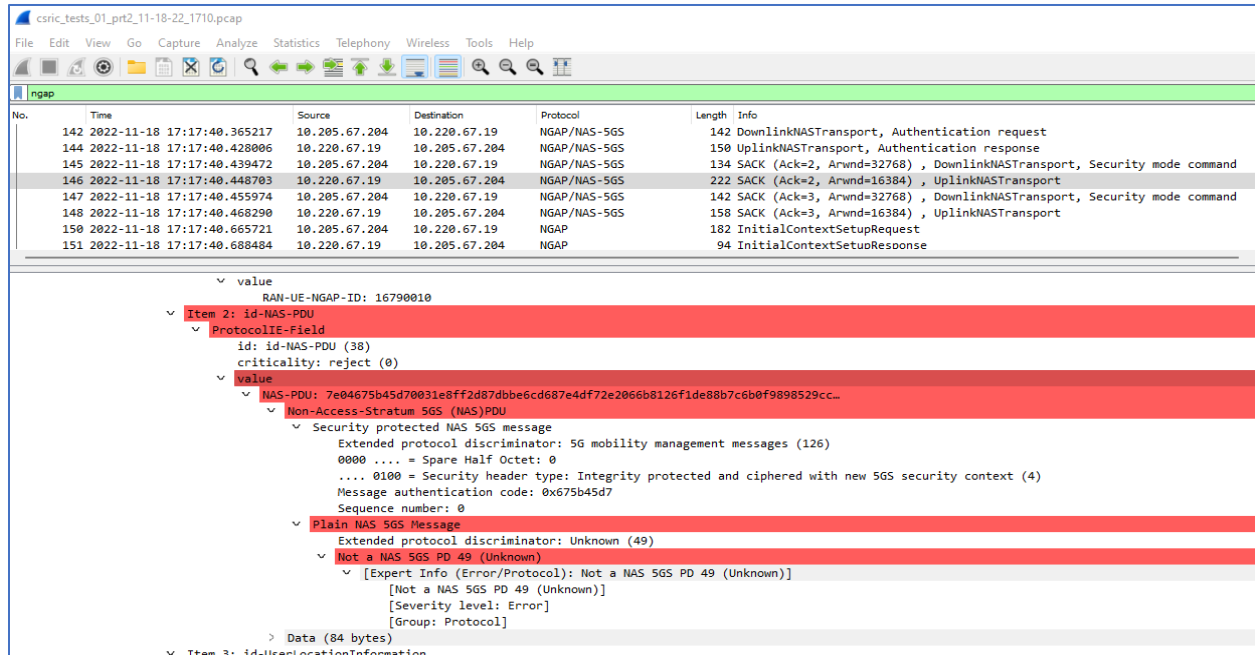 csric_tests_01_prt2_11-18-22_1710.pcap
File Edit View Go Capture Analyze Statistics Telephony Wireless Tools Help
ngap
No. Time Source Destination Protocol Length Info
142 2022-11-18 17:17:40.365217 10.205.67.204 10.220.67.19 NGAP/NAS-5GS 142 DownlinkNASTransport, Authentication request
144 2022-11-18 17:17:40.428006 10.220.67.19 10.205.67.204 NGAP/NAS-5GS 150 UplinkNASTransport, Authentication response
145 2022-11-18 17:17:40.439472 10.205.67.204 10.220.67.19 NGAP/NAS-5GS 134 SACK (Ack=2, Arwnd=32768) , DownlinkNASTransport, Security mode command
146 2022-11-18 17:17:40.448703 10.220.67.19 10.205.67.204 NGAP/NAS-5GS 222 SACK (Ack=2, Arwnd=16384) , UplinkNASTransport
147 2022-11-18 17:17:40.455974 10.205.67.204 10.220.67.19 NGAP/NAS-5GS 142 SACK (Ack=3, Arwnd=32768) , DownlinkNASTransport, Security mode command
148 2022-11-18 17:17:40.468290 10.220.67.19 10.205.67.204 NGAP/NAS-5GS 158 SACK (Ack=3, Arwnd=16384) , UplinkNASTransport
150 2022-11-18 17:17:40.665721 10.205.67.204 10.220.67.19 NGAP 182 InitialContextSetupRequest
151 2022-11-18 17:17:40.688484 10.220.67.19 10.205.67.204 NGAP 94 InitialContextSetupResponse
value
RAN-UE-NGAP-ID: 16790010
Item 2: id-NAS-PDU
ProtocolIE-Field
id: id-NAS-PDU (38)
criticality: reject (0)
value
NAS-PDU: 7e04675b45d70031e8ff2d87dbbe6cd687e4df72e2066b8126f1de88b7c6b0f9898529cc…
Non-Access-Stratum 5GS (NAS)PDU
Security protected NAS 5GS message
Extended protocol discriminator: 5G mobility management messages (126)
0000 .... = Spare Half Octet: 0
.... 0100 = Security header type: Integrity protected and ciphered with new 5GS security context (4)
Message authentication code: 0x675b45d7
Sequence number: 0
Plain NAS 5GS Message
Extended protocol discriminator: Unknown (49)
Not a NAS 5GS PD 49 (Unknown)
[Expert Info (Error/Protocol): Not a NAS 5GS PD 49 (Unknown)]
[Not a NAS 5GS PD 49 (Unknown)]
[Severity level: Error]
[Group: Protocol]
Data (84 bytes)
Item 3: id-UserLocationInformation